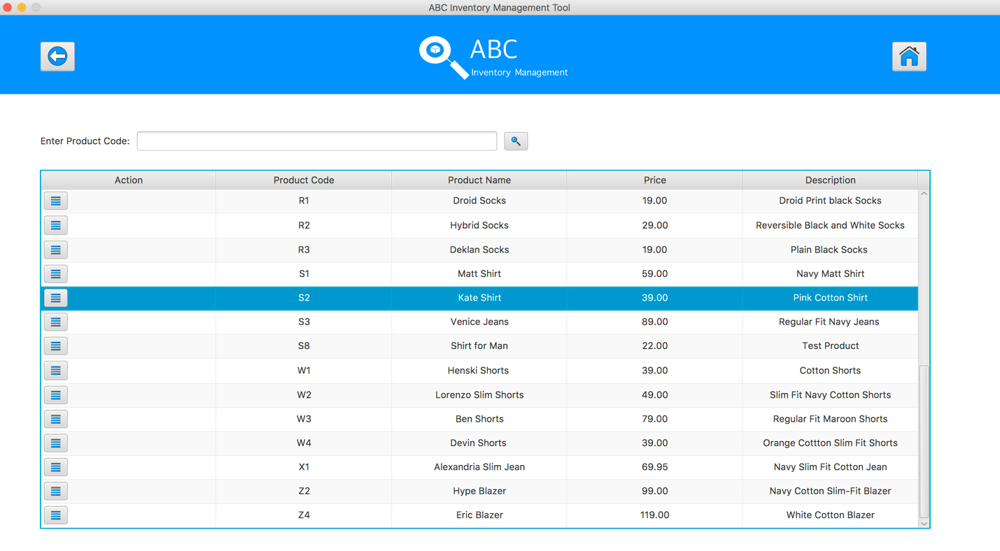 ABC Inventory Management Tool
ABC
Inventory Management
Enter Product Code:
Action Product Code Product Name Price Description
R1 Droid Socks 19.00 Droid Print black Socks
R2 Hybrid Socks 29.00 Reversible Black and White Socks
R3 Deklan Socks 19.00 Plain Black Socks
S1 Matt Shirt 59.00 Navy Matt Shirt
S2 Kate Shirt 39.00 Pink Cotton Shirt
S3 Venice Jeans 89.00 Regular Fit Navy Jeans
S8 Shirt for Man 22.00 Test Product
W1 Henski Shorts 39.00 Cotton Shorts
W2 Lorenzo Slim Shorts 49.00 Slim Fit Navy Cotton Shorts
W3 Ben Shorts 79.00 Regular Fit Maroon Shorts
W4 Devin Shorts 39.00 Orange Cottton Slim Fit Shorts
X1 Alexandria Slim Jean 69.95 Navy Slim Fit Cotton Jean
Z2 Hype Blazer 99.00 Navy Cotton Slim-Fit Blazer
Z4 Eric Blazer 119.00 White Cotton Blazer